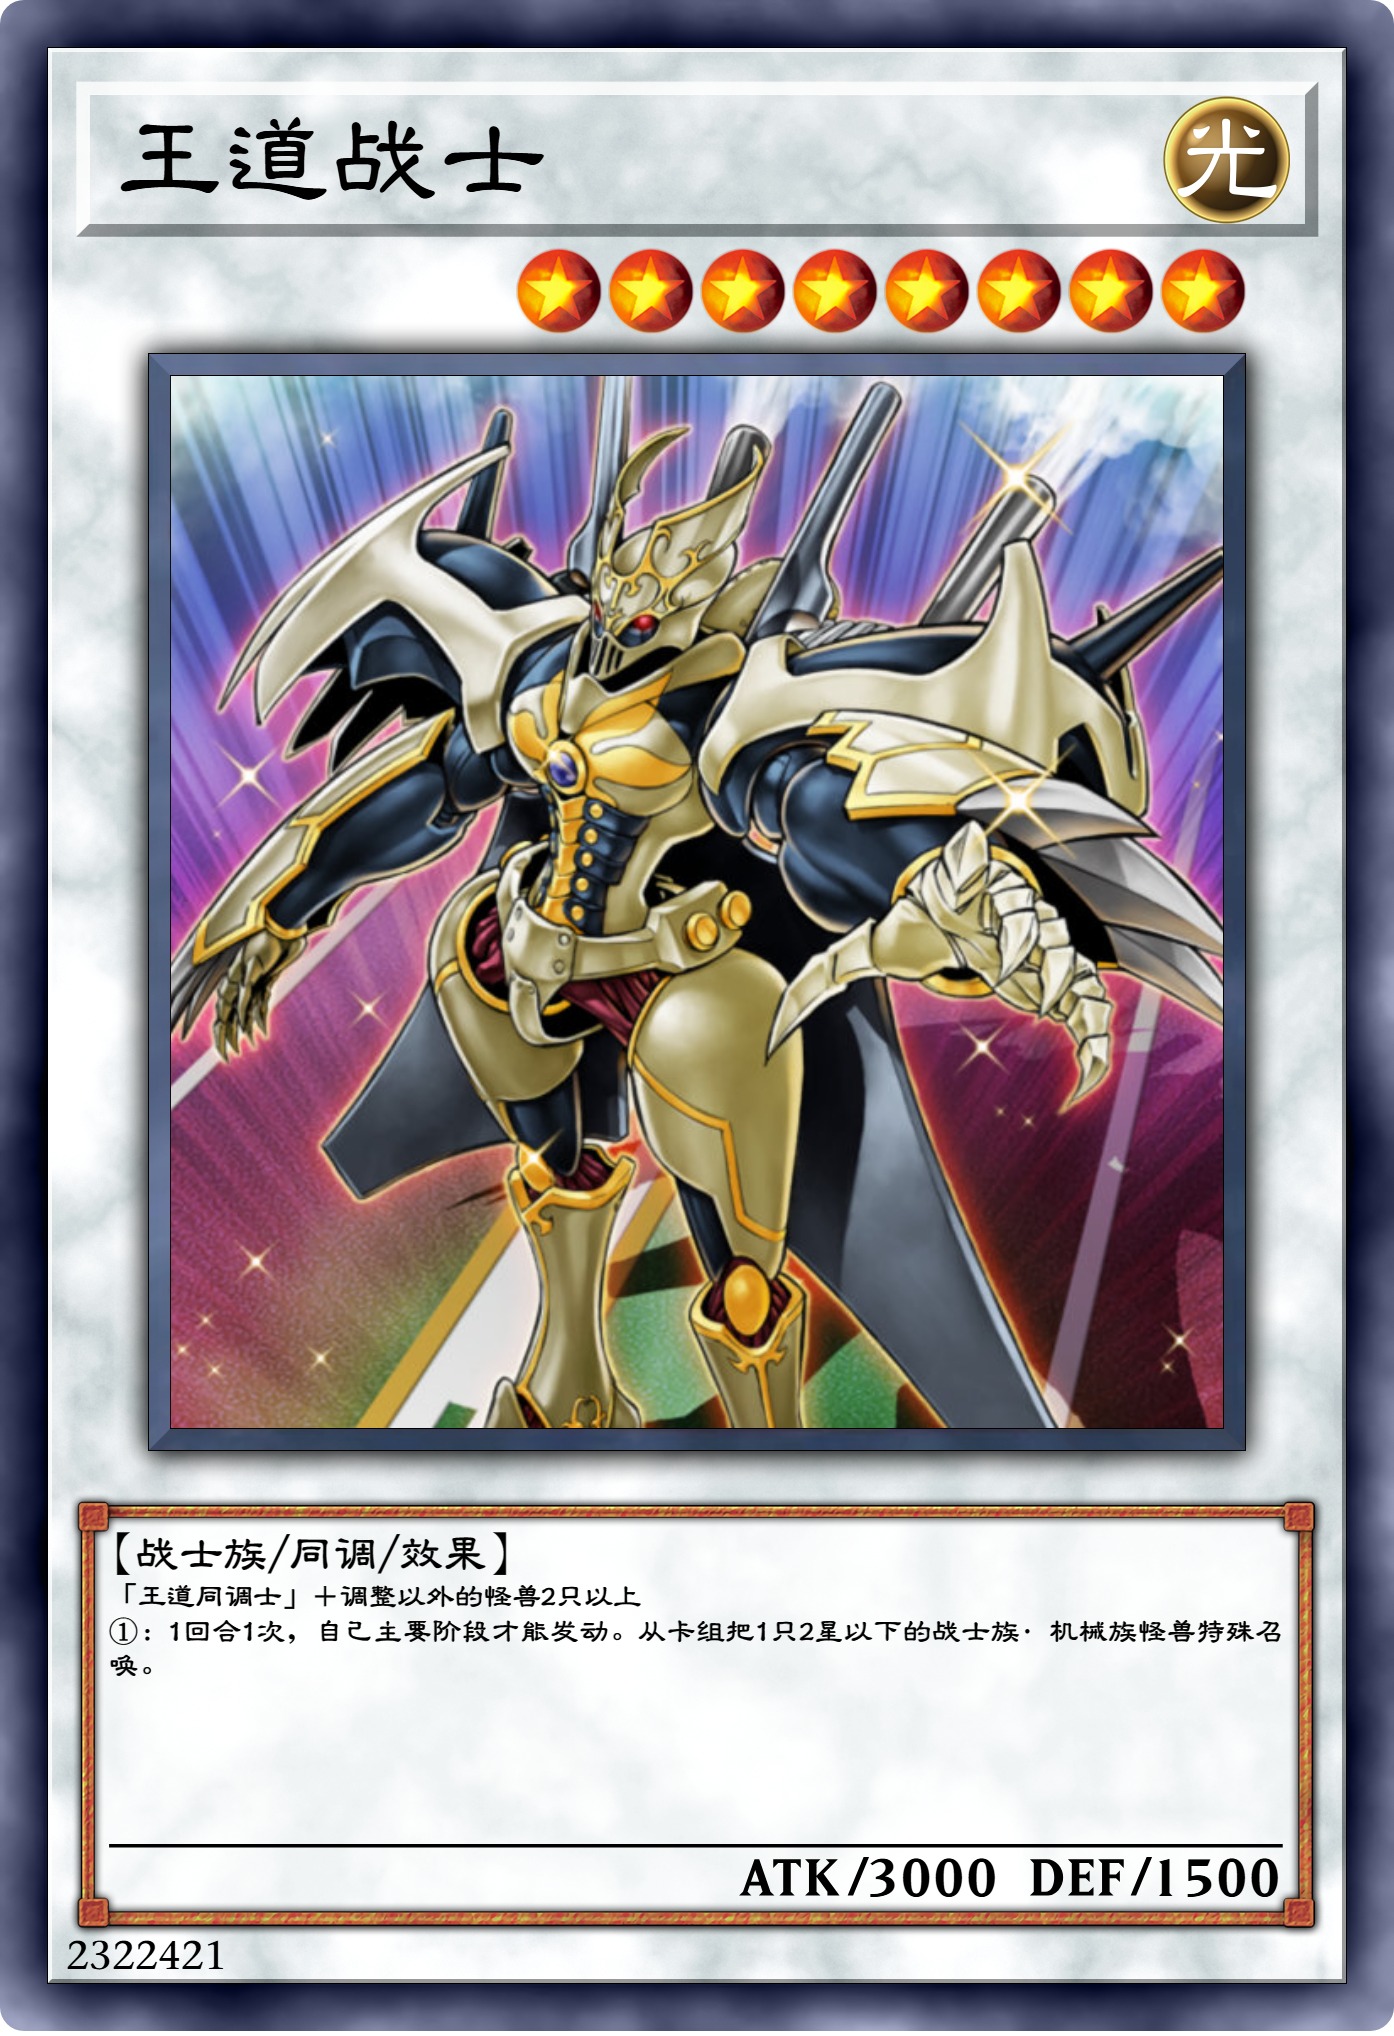 王道战士
光
【战士族/同调/效果】
「王道同调士」＋调整以外的怪兽2只以上
①：1回合1次，自己主要阶段才能发动。从卡组把1只2星以下的战士族·机械族怪兽特殊召
唤。
ATK/3000 DEF/1500
2322421